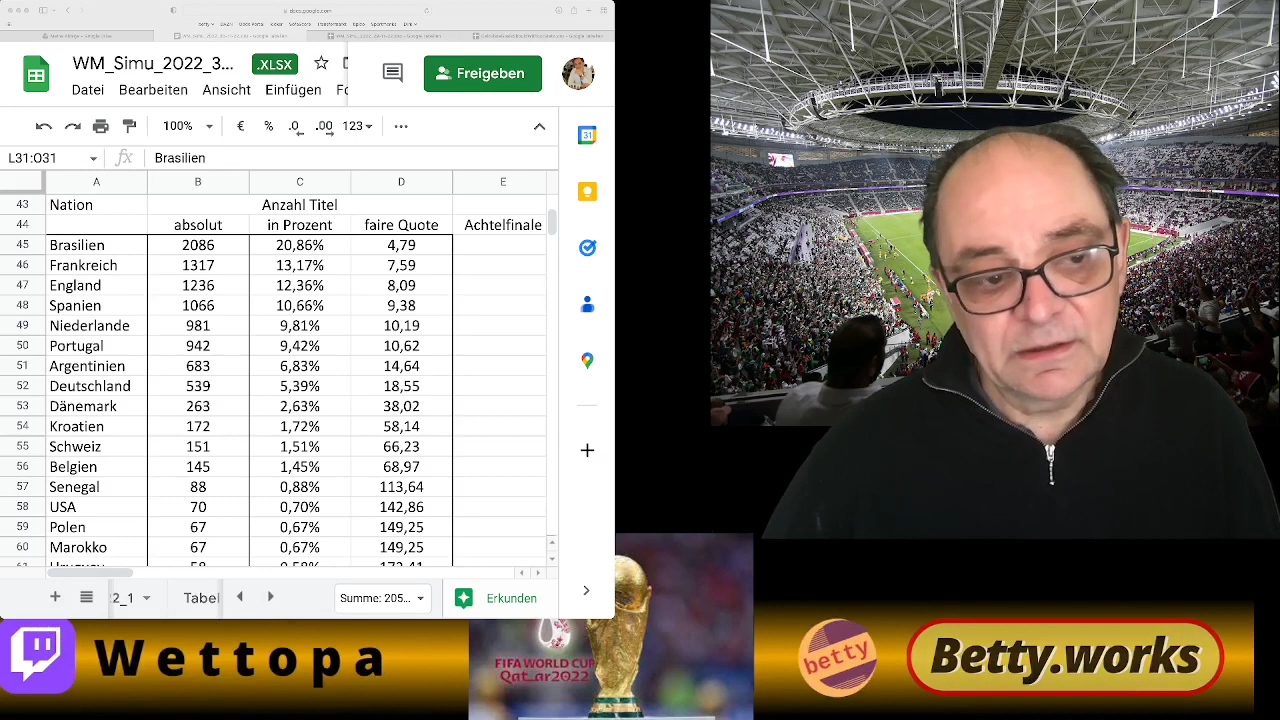 docs.google.com
WM_Simu_2022_3...
.XLSX
Freigeben
Datei Bearbeiten Ansicht Einfügen
100% € % .0 .00 123
31
L31:O31 fx Brasilien
A B C D E
43 Nation Anzahl Titel
44 absolut in Prozent faire Quote Achtelfinale
45 Brasilien 2086 20,86% 4,79
46 Frankreich 1317 13,17% 7,59
47 England 1236 12,36% 8,09
48 Spanien 1066 10,66% 9,38
49 Niederlande 981 9,81% 10,19
50 Portugal 942 9,42% 10,62
51 Argentinien 683 6,83% 14,64
52 Deutschland 539 5,39% 18,55
53 Dänemark 263 2,63% 38,02
54 Kroatien 172 1,72% 58,14
55 Schweiz 151 1,51% 66,23
56 Belgien 145 1,45% 68,97
57 Senegal 88 0,88% 113,64
58 USA 70 0,70% 142,86
59 Polen 67 0,67% 149,25
60 Marokko 67 0,67% 149,25
2_1 Tabel Summe: 205... Erkunden
Wettopa
FIFA WORLD CUP
Qatar2022
betty
Betty.works